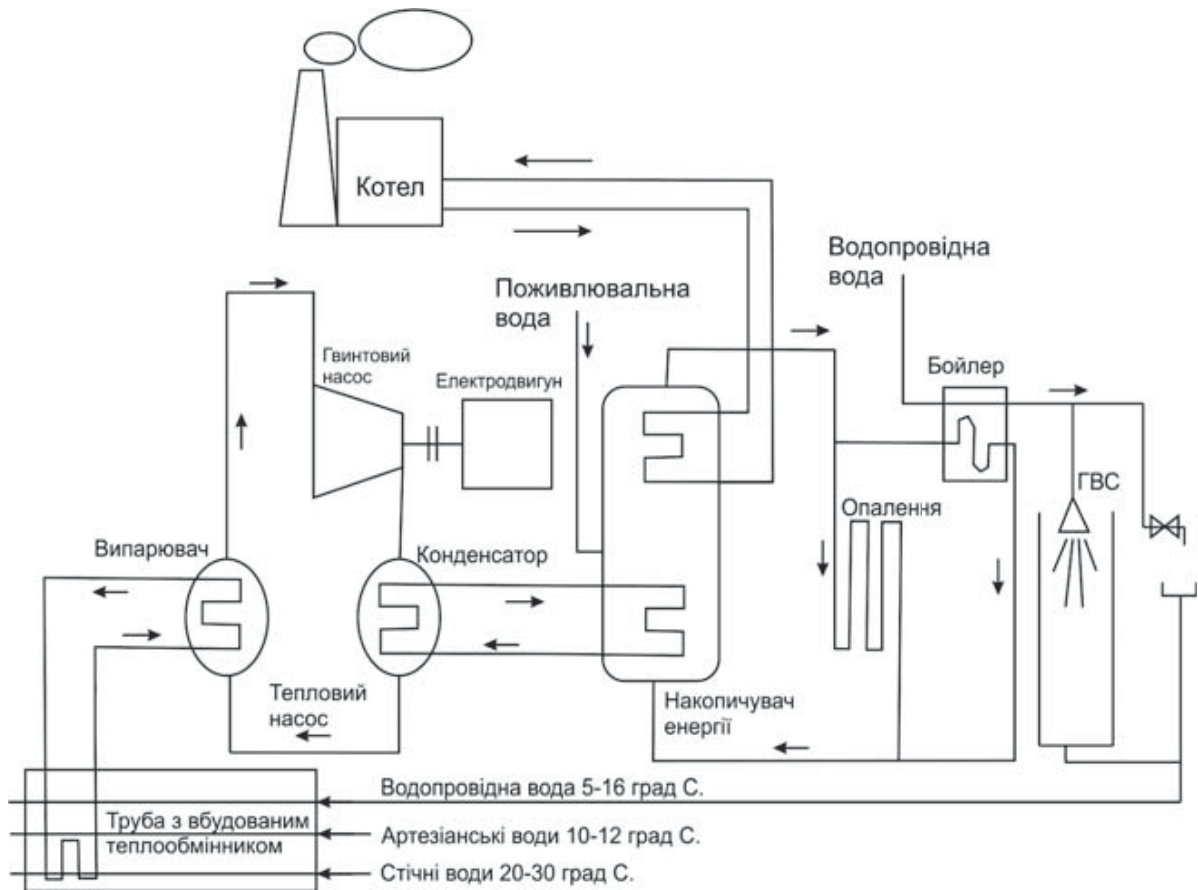 Котел
Водопровідна
вода
Поживлювальна
вода
Гвинтовий
насос
Електродвигун
Бойлер
ГВС
Опалення
Випарювач
Конденсатор
Тепловий
насос
Накопичувач
енергії
Водопровідна вода 5-16 град С.
Труба з вбудованим
теплообмінником
Артезіанські води 10-12 град С.
Стічні води 20-30 град С.